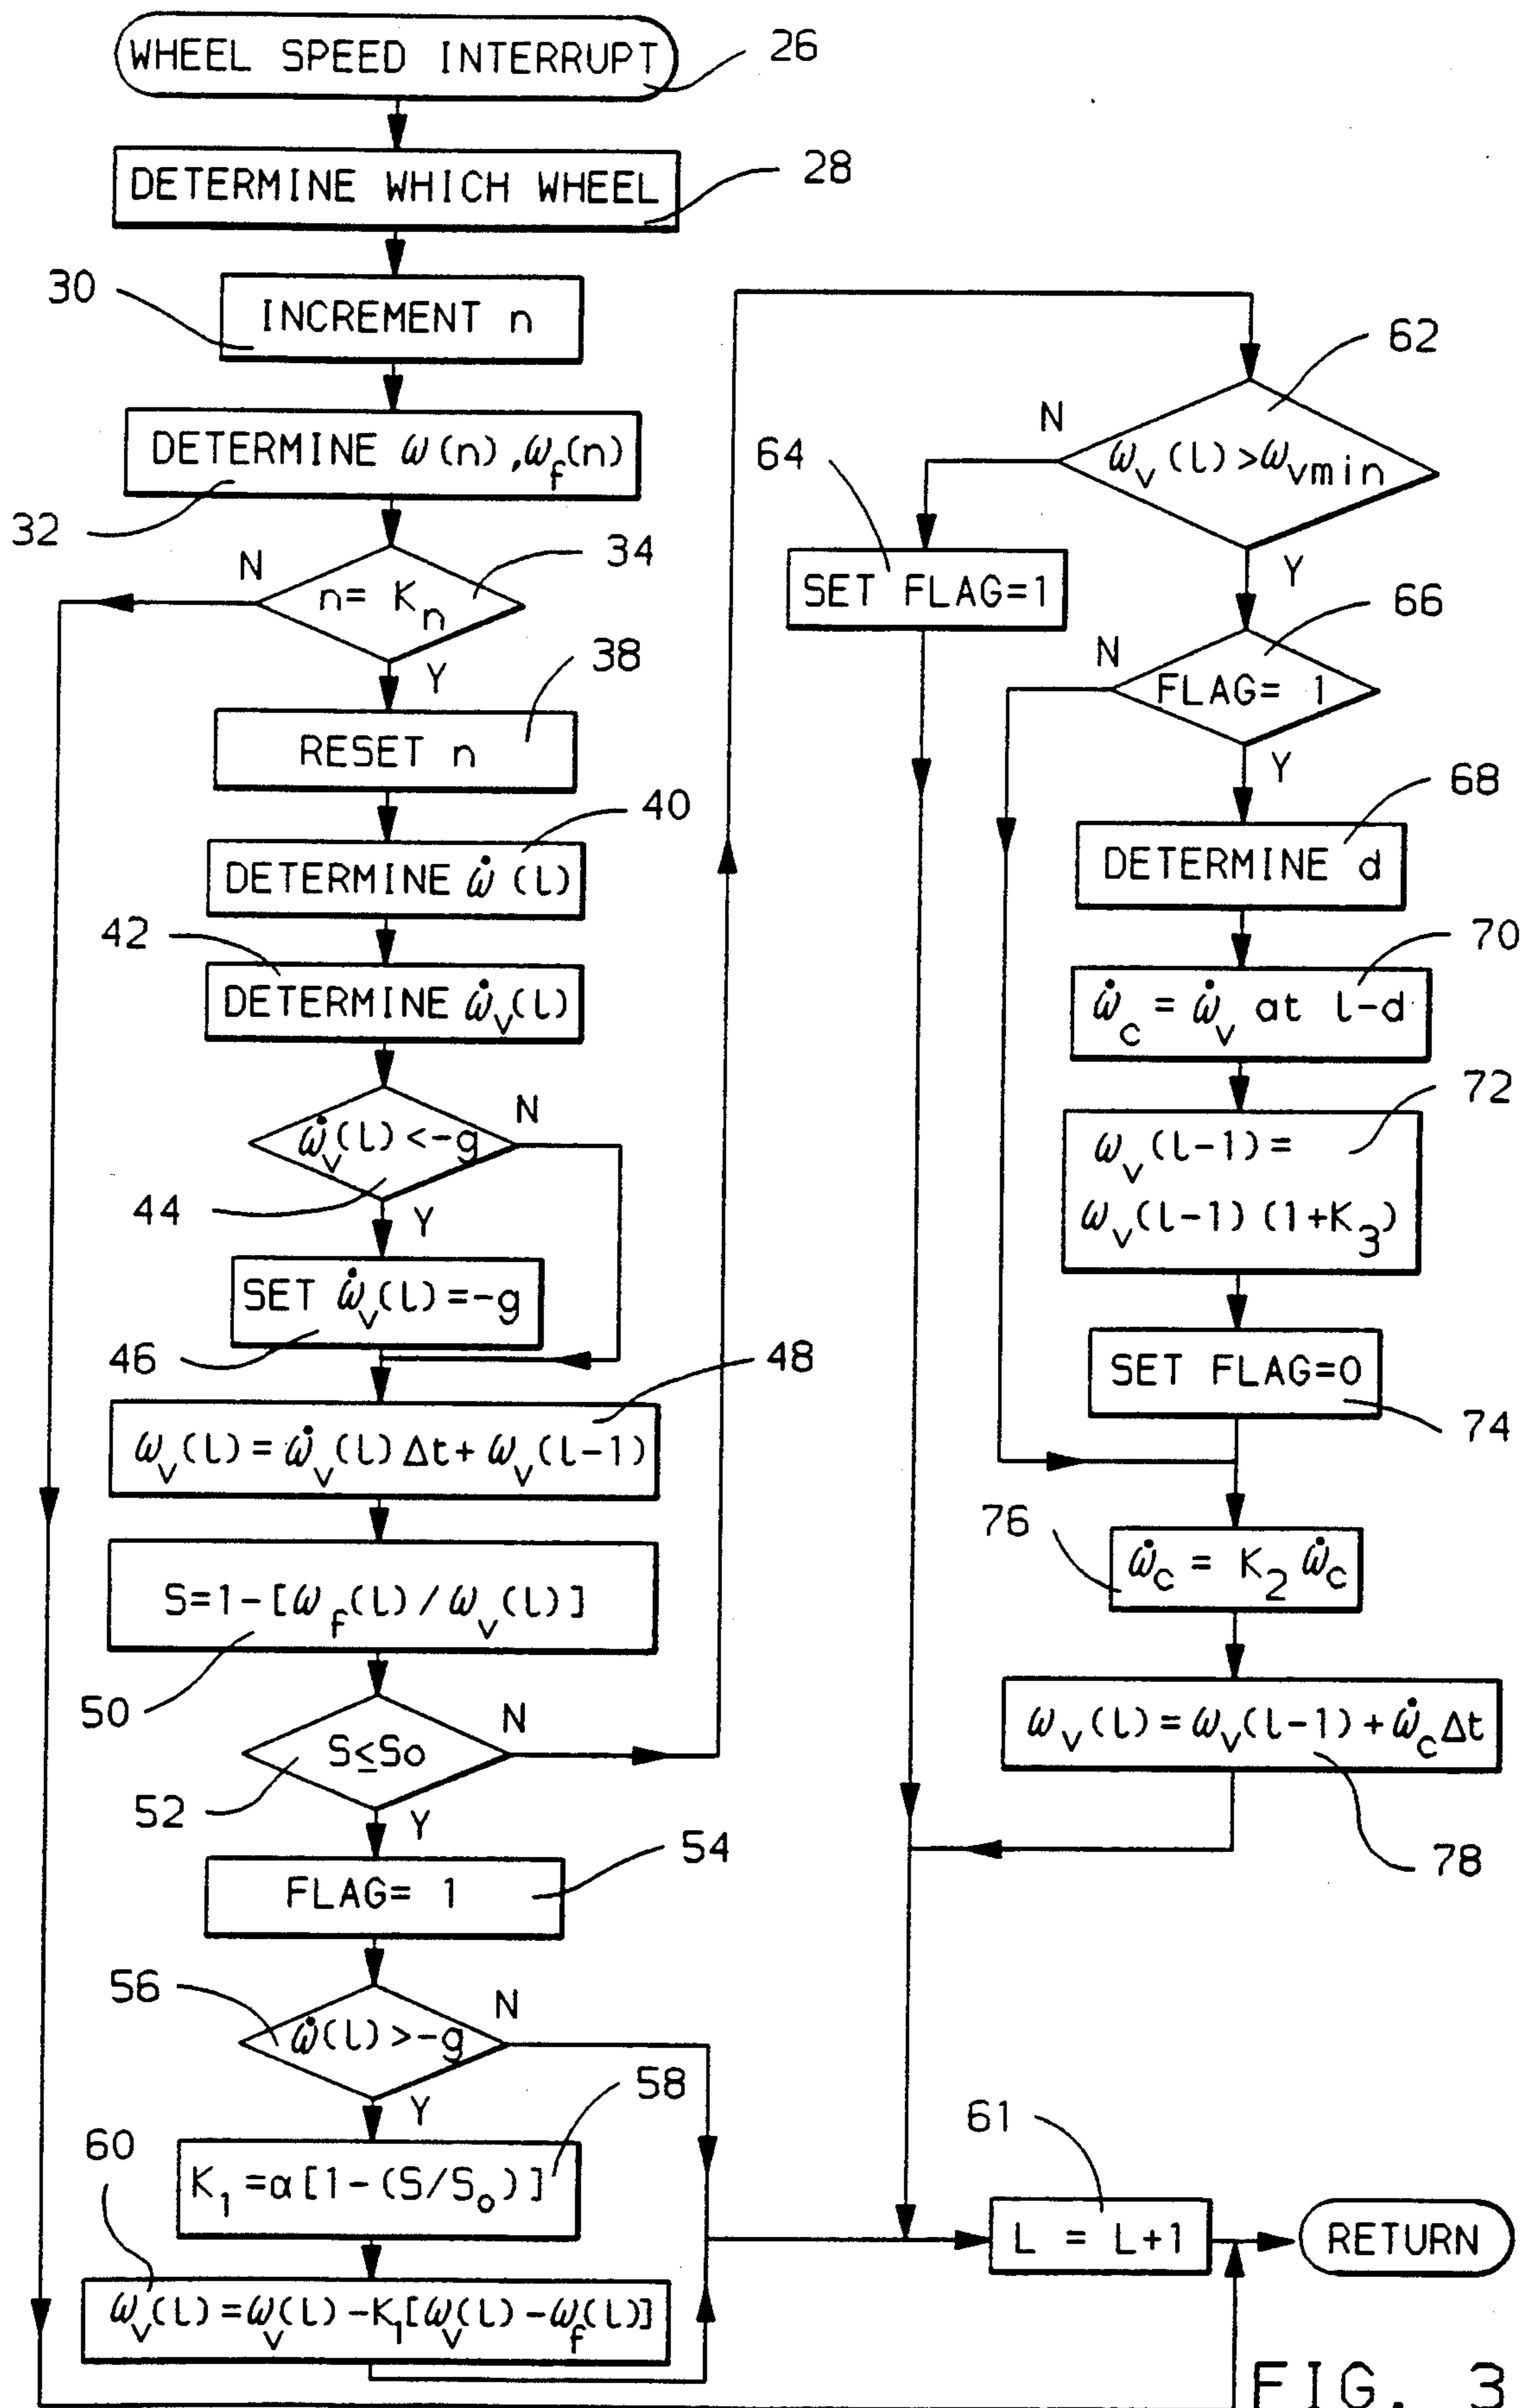 WHEEL SPEED INTERRUPT
26
DETERMINE WHICH WHEEL
28
30
INCREMENT n
DETERMINE ω(n),ω_f(n)
32
N
n= K_n
34
Y
38
RESET n
40
DETERMINE ω̇(l)
42
DETERMINE ω̇_v(l)
N
ω̇_v(l)<-g
44
Y
SET ω̇_v(l)=-g
46
48
ω_v(l)=ω̇_v(l)Δt+ω_v(l-1)
S=1-[ω_f(l)/ω_v(l)]
50
N
S≤So
52
Y
54
FLAG= 1
56
N
ω̇(l)>-g
58
Y
K_1=α[1-(S/S_o)]
60
ω_v(l)=ω_v(l)-K_1[ω_v(l)-ω_f(l)]
62
N
ω_v(l)>ω_vmin
64
SET FLAG=1
Y
66
N
FLAG= 1
Y
68
DETERMINE d
70
ω̇_c=ω̇_v at l-d
72
ω_v(l-1)=
ω_v(l-1)(1+K_3)
SET FLAG=0
74
76
ω̇_c = K_2 ω̇_c
ω_v(l)=ω_v(l-1)+ω̇_cΔt
78
61
L = L+1
RETURN
FIG. 3